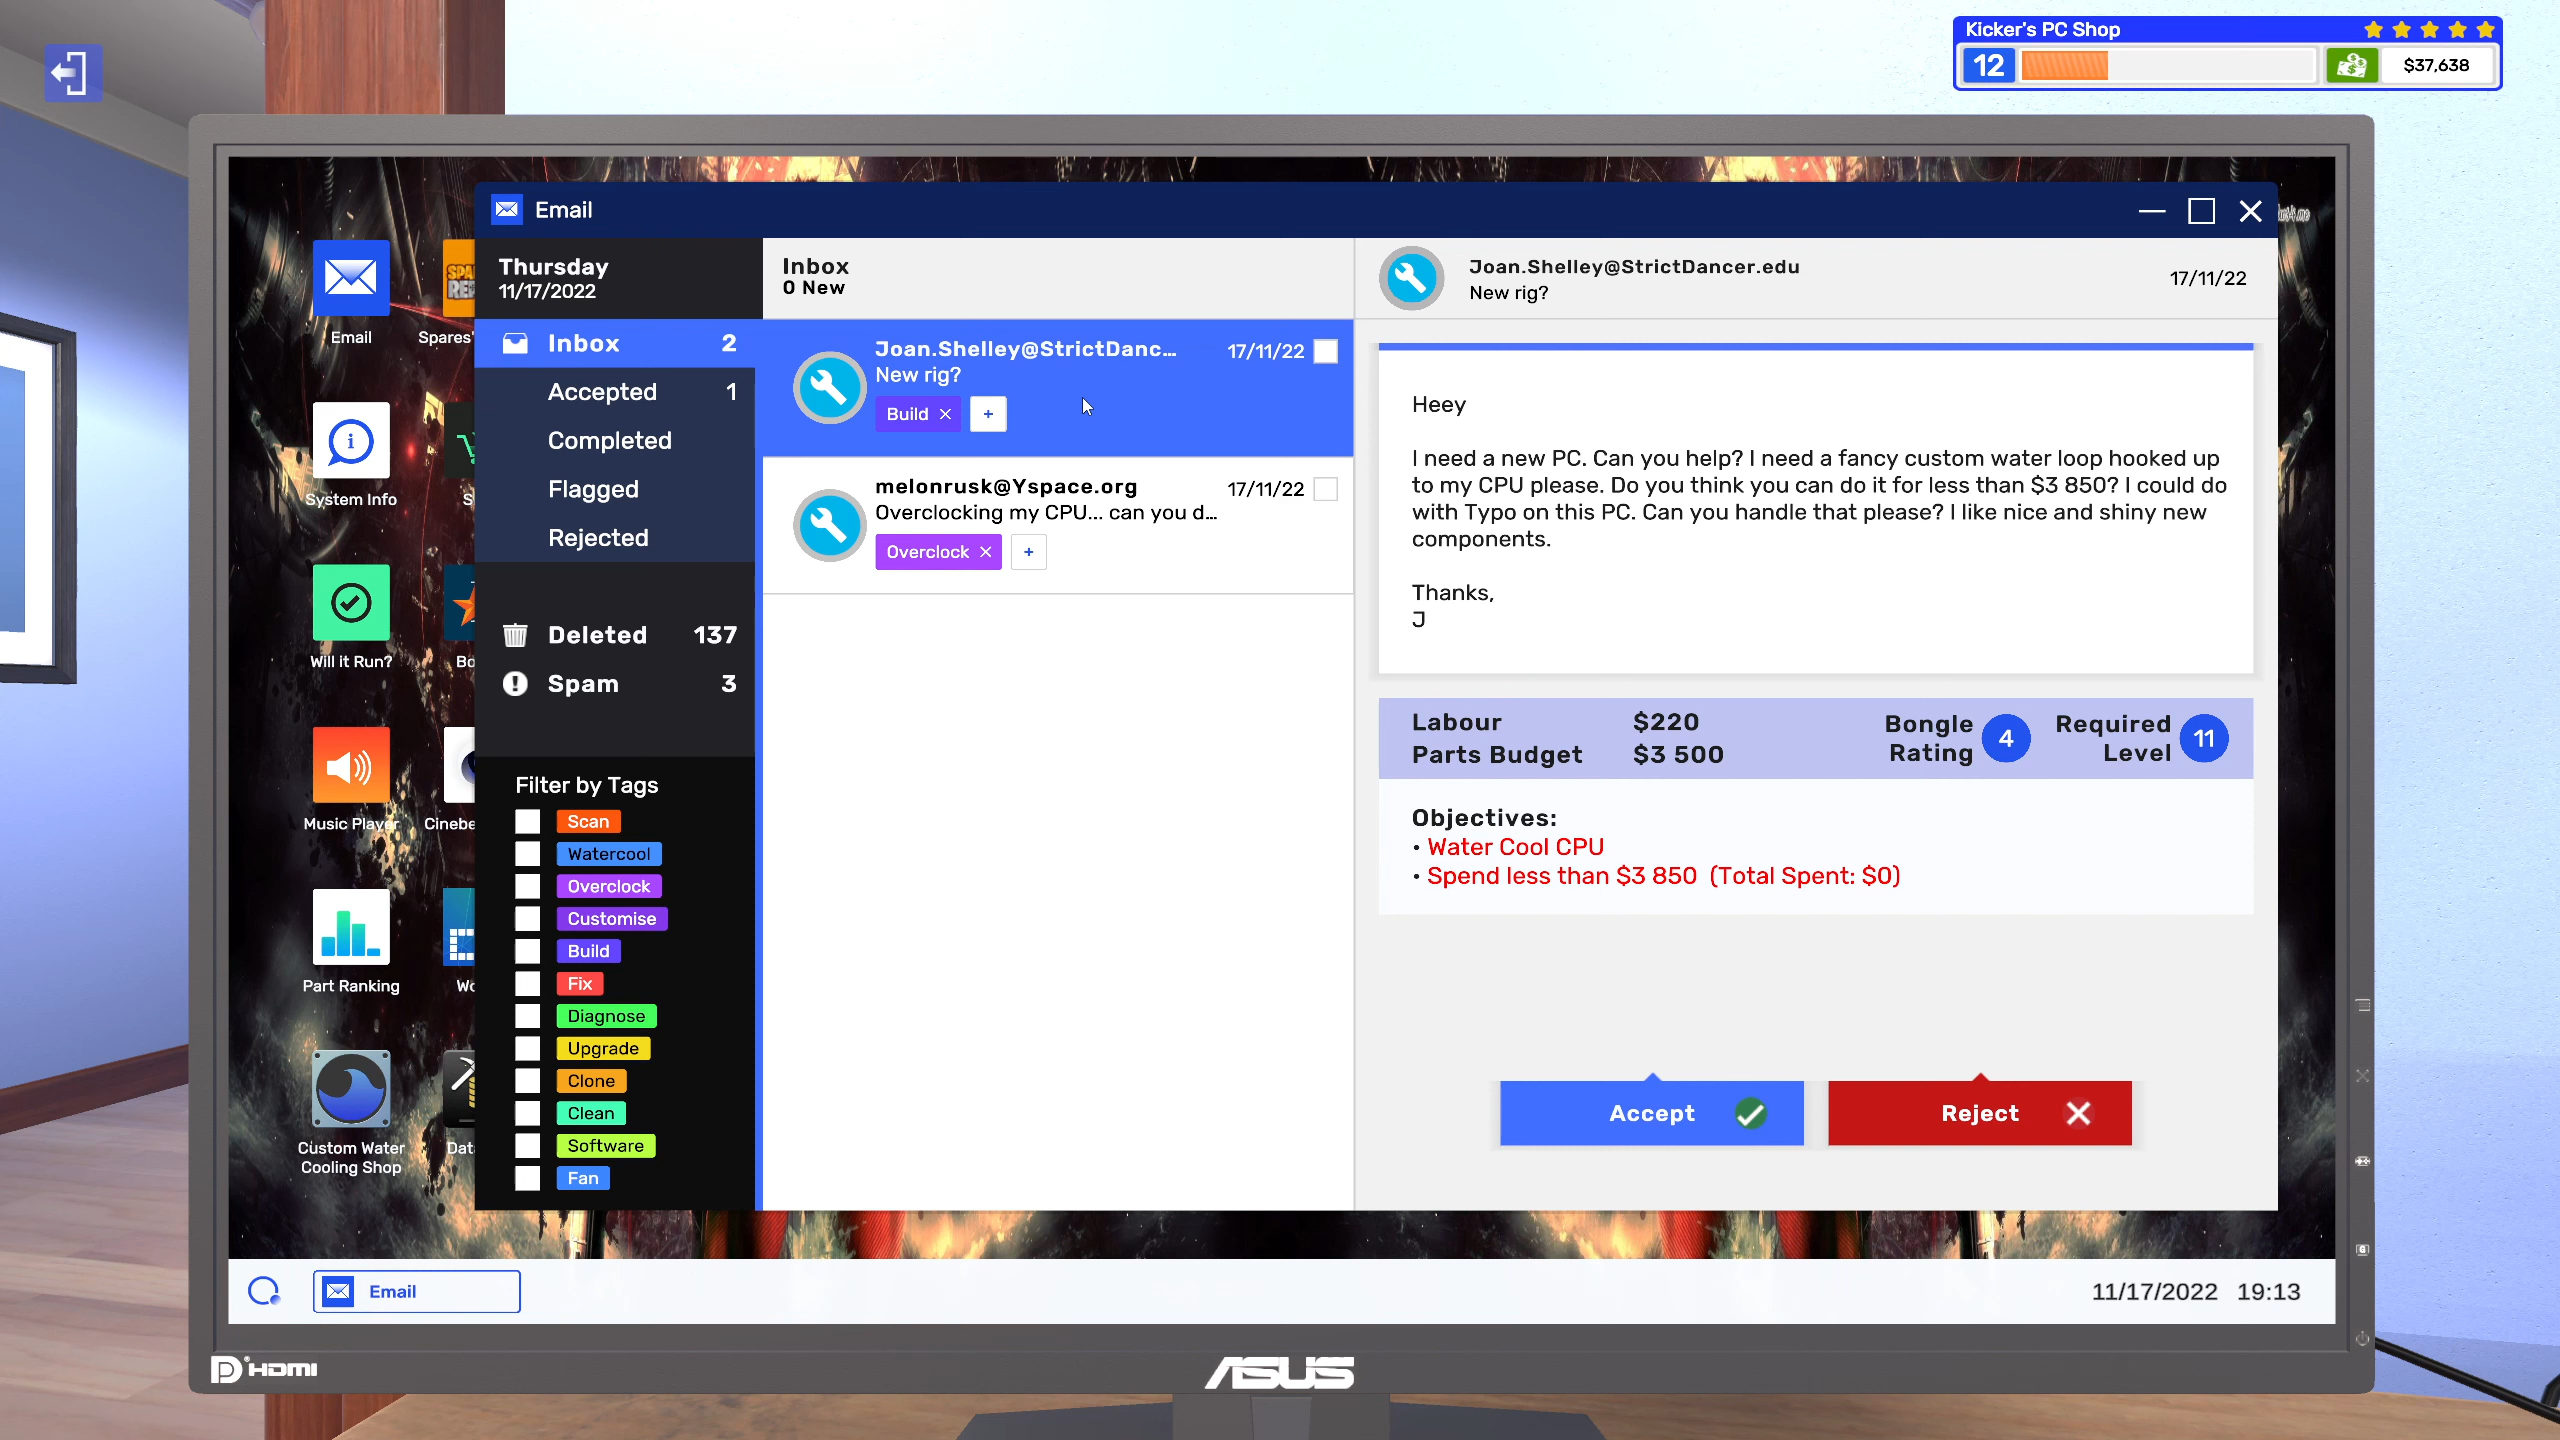 Kicker's PC Shop
12
$37,638
Email
Thursday
11/17/2022
Inbox 2
Accepted 1
Completed
Flagged
Rejected
Deleted 137
Spam 3
Filter by Tags
Scan
Watercool
Overclock
Customise
Build
Fix
Diagnose
Upgrade
Clone
Clean
Software
Fan
Inbox
0 New
Joan.Shelley@StrictDanc...
17/11/22
New rig?
Build
+
melonrusk@Yspace.org
17/11/22
Overclocking my CPU... can you d...
Overclock
+
Joan.Shelley@StrictDancer.edu
New rig?
17/11/22
Heey
I need a new PC. Can you help? I need a fancy custom water loop hooked up
to my CPU please. Do you think you can do it for less than $3 850? I could do
with Typo on this PC. Can you handle that please? I like nice and shiny new
components.
Thanks,
J
Labour $220
Parts Budget $3 500
Bongle
Rating
4
Required
Level
11
Objectives:
• Water Cool CPU
• Spend less than $3 850 (Total Spent: $0)
Accept
Reject
Email
Spares'
System Info
S
Will it Run?
Bo
Music Player
Cinebe
Part Ranking
Wo
Custom Water
Cooling Shop
Dat
Email
11/17/2022 19:13
HDMI
ASUS